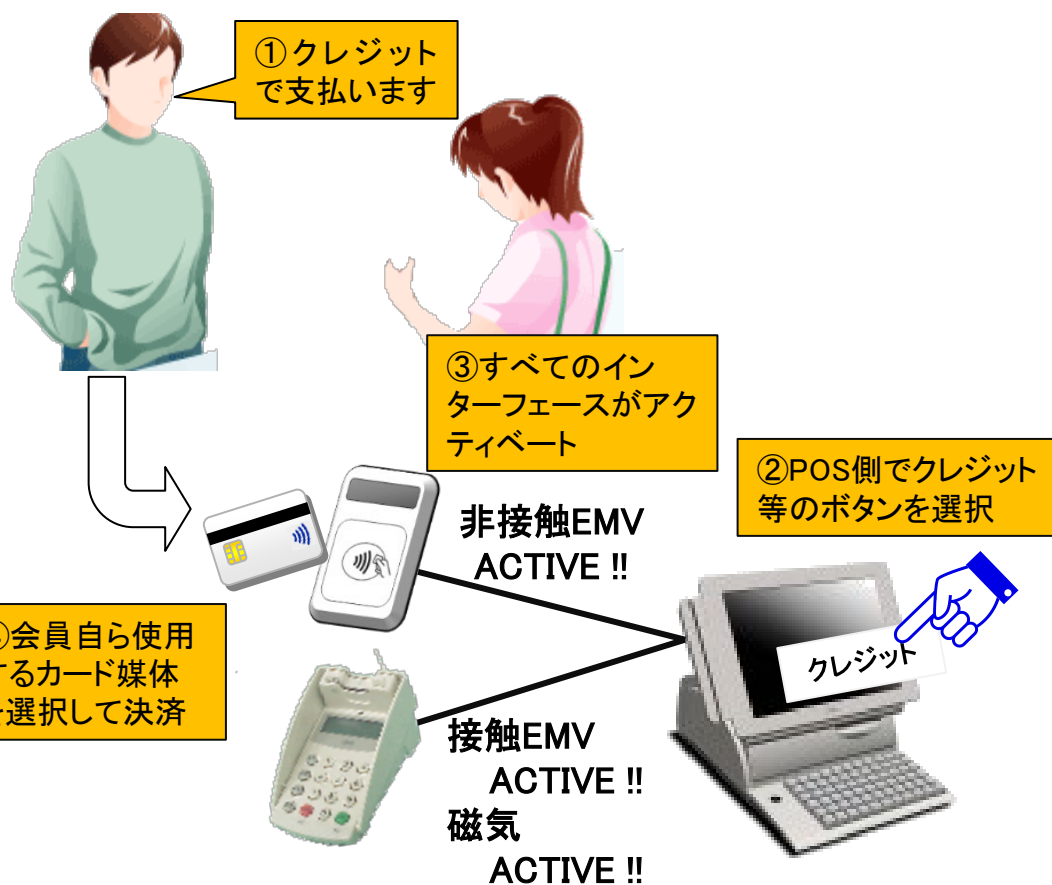 ①クレジット
で支払います
③すべてのイン
ターフェースがアク
ティベート
②POS側でクレジット
等のボタンを選択
非接触EMV
ACTIVE !!
クレジット
会員自ら使用
するカード媒体
を選択して決済
接触EMV
ACTIVE !!
磁気
ACTIVE !!